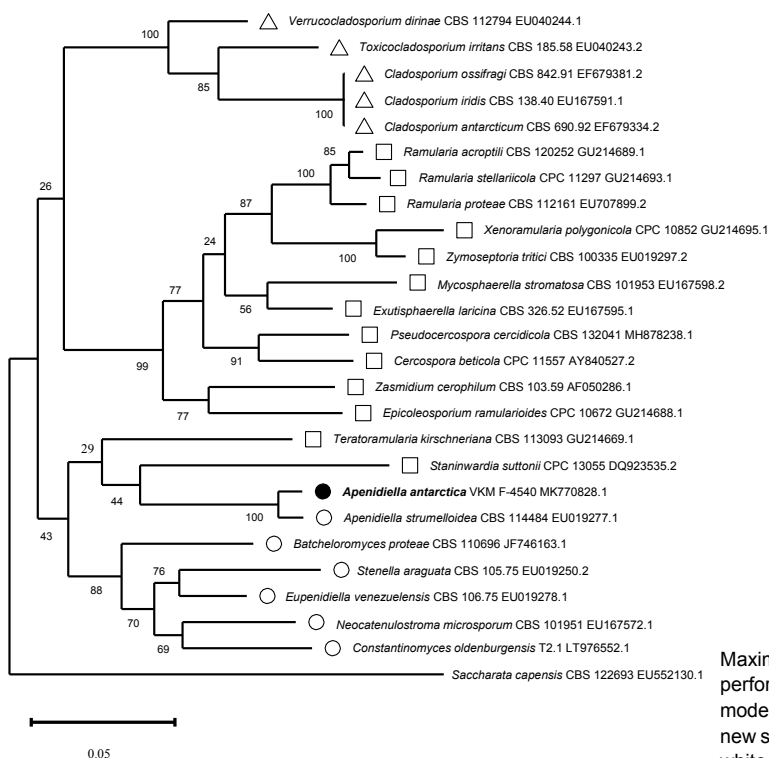 100
Verrucocladosporium dirinae CBS 112794 EU040244.1
Toxicocladosporium irritans CBS 185.58 EU040243.2
85
Cladosporium ossifragi CBS 842.91 EF679381.2
Cladosporium iridis CBS 138.40 EU167591.1
100
Cladosporium antarcticum CBS 690.92 EF679334.2
85
Ramularia acroptili CBS 120252 GU214689.1
100
Ramularia stellariicola CPC 11297 GU214693.1
26
87
Ramularia proteae CBS 112161 EU707899.2
Xenoramularia polygonicola CPC 10852 GU214695.1
24
100
Zymoseptoria tritici CBS 100335 EU019297.2
77
Mycosphaerella stromatosa CBS 101953 EU167598.2
56
Exutisphaerella laricina CBS 326.52 EU167595.1
Pseudocercospora cercidicola CBS 132041 MH878238.1
99
91
Cercospora beticola CPC 11557 AY840527.2
Zasmidium cerophilum CBS 103.59 AF050286.1
77
Epicoleosporium ramularioides CPC 10672 GU214688.1
29
Teratoramularia kirschneriana CBS 113093 GU214669.1
Staninwardia suttonii CPC 13055 DQ923535.2
44
Apenidiella antarctica VKM F-4540 MK770828.1
100
Apenidiella strumelloidea CBS 114484 EU019277.1
43
Batcheloromyces proteae CBS 110696 JF746163.1
76
Stenella araguata CBS 105.75 EU019250.2
88
Eupenidiella venezuelensis CBS 106.75 EU019278.1
70
Neocatenulostroma microsporum CBS 101951 EU167572.1
69
Constantinomyces oldenburgensis T2.1 LT976552.1
Saccharata capensis CBS 122693 EU552130.1
0.05
Maxim
perfor
mode
new s